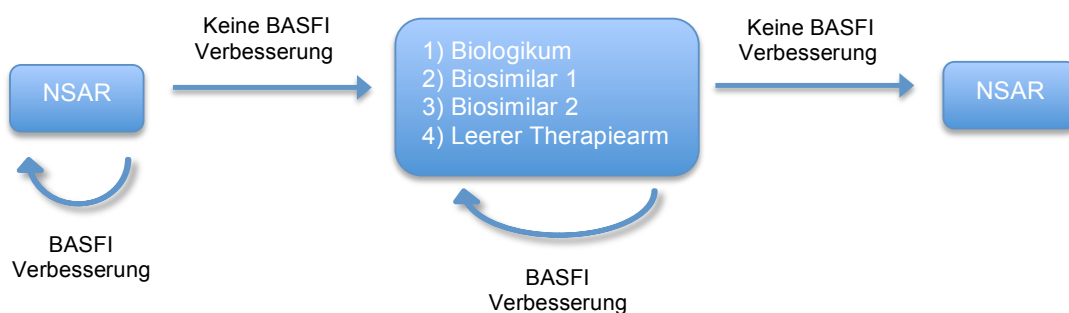 NSAR
Keine BASFI
Verbesserung
1) Biologikum
2) Biosimilar 1
3) Biosimilar 2
4) Leerer Therapiearm
Keine BASFI
Verbesserung
NSAR
BASFI
Verbesserung
BASFI
Verbesserung